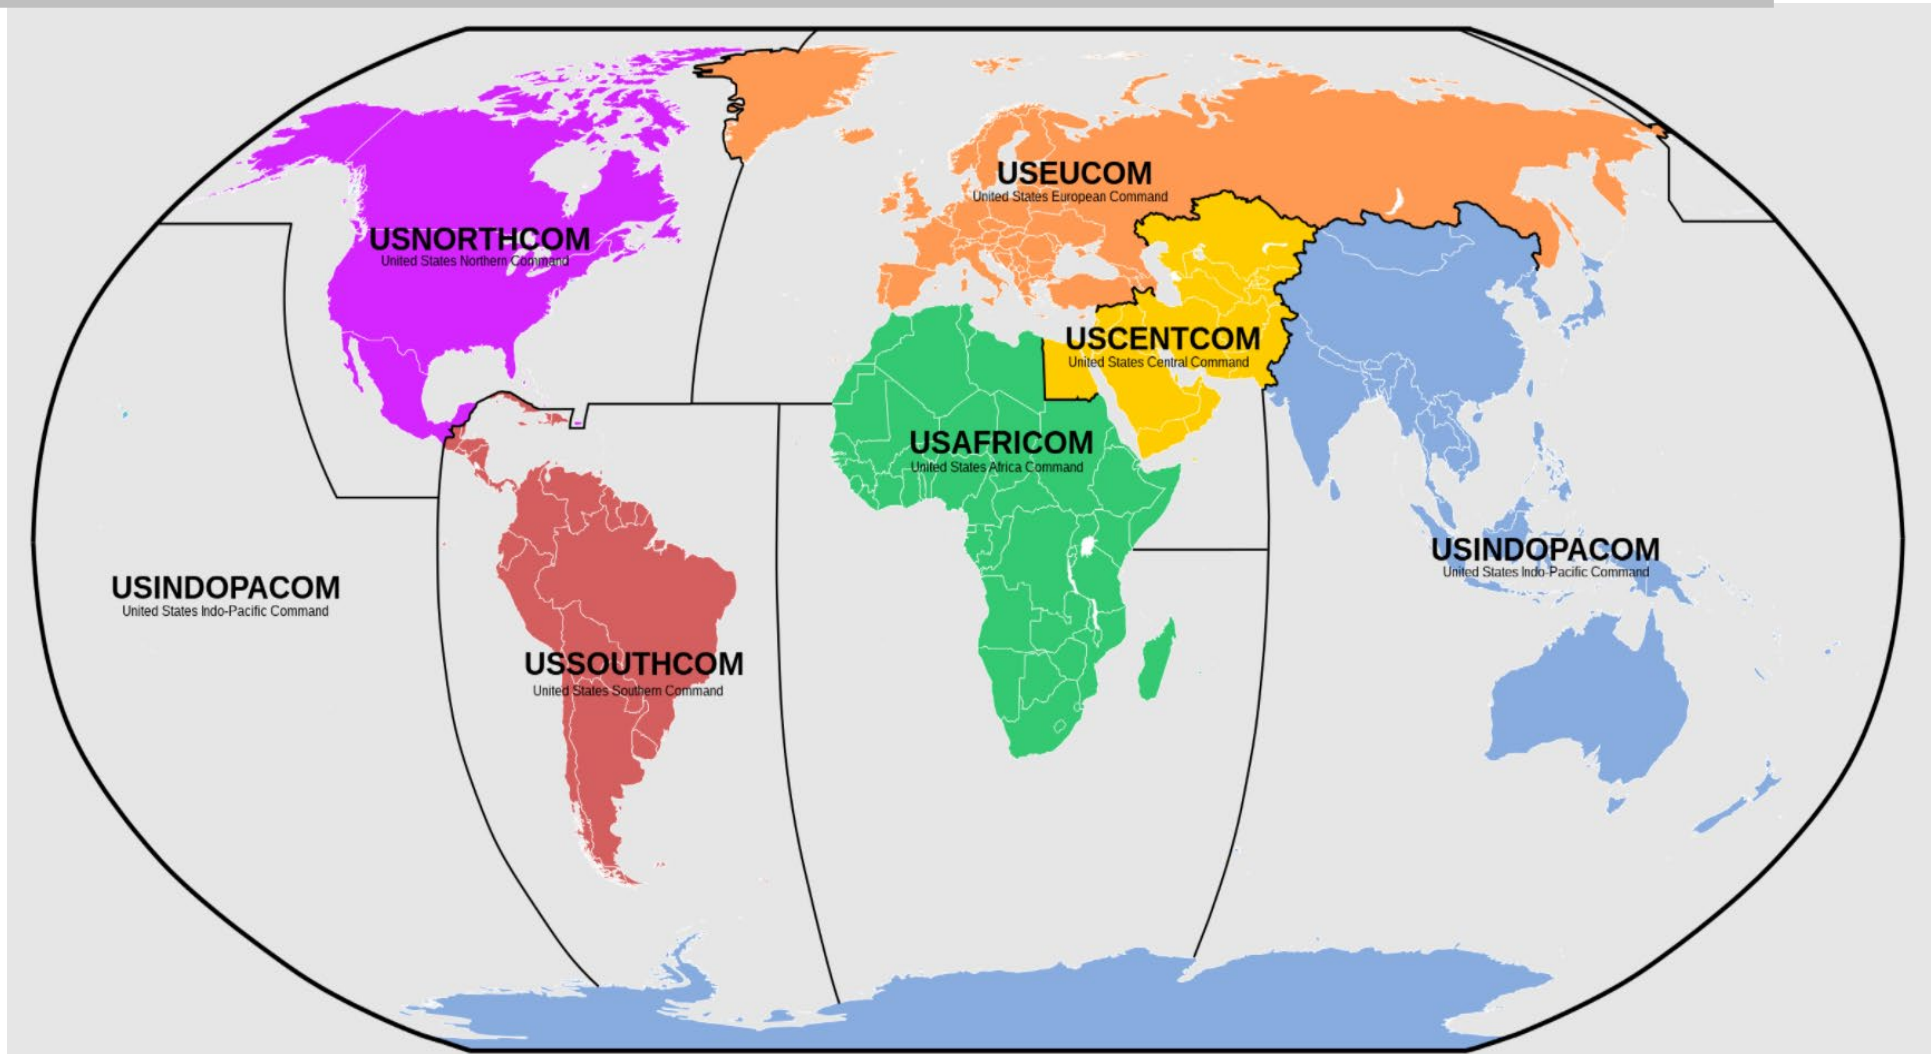 USEUCOM
United States European Command
USNORTHCOM
United States Northern Command
USCENTCOM
United States Central Command
USAFRICOM
United States Africa Command
USINDOPACOM
United States Indo-Pacific Command
USINDOPACOM
United States Indo-Pacific Command
USSOUTHCOM
United States Southern Command